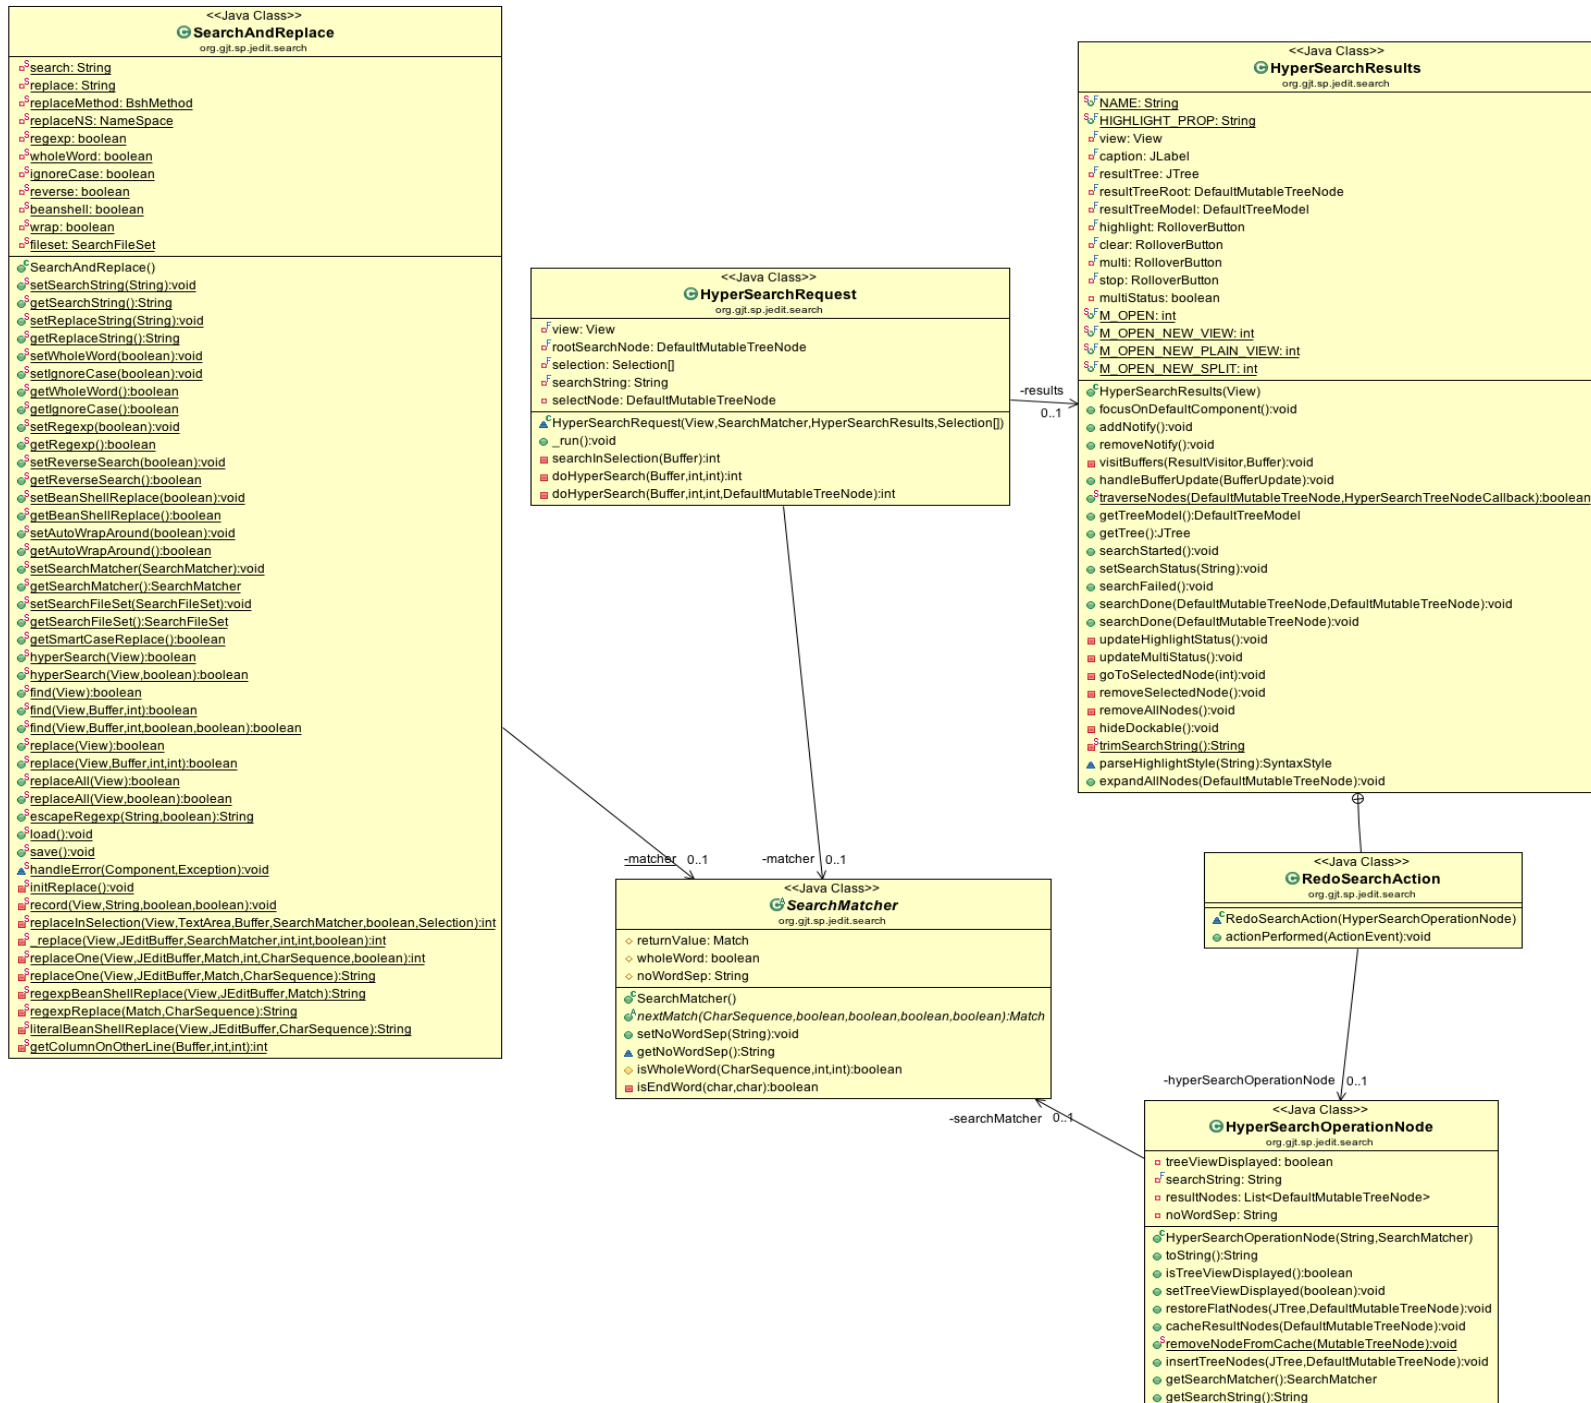 <<Java Class>>
SearchAndReplace
org.gjt.sp.jedit.search
search: String
replace: String
replaceMethod: BshMethod
replaceNS: NameSpace
regexp: boolean
wholeWord: boolean
ignoreCase: boolean
reverse: boolean
beanshell: boolean
wrap: boolean
fileset: SearchFileSet
SearchAndReplace()
setSearchString(String):void
getSearchString():String
setReplaceString(String):void
getReplaceString():String
setWholeWord(boolean):void
setIgnoreCase(boolean):void
getWholeWord():boolean
getIgnoreCase():boolean
setRegexp(boolean):void
getRegexp():boolean
setReverseSearch(boolean):void
getReverseSearch():boolean
setBeanShellReplace(boolean):void
getBeanShellReplace():boolean
setAutoWrapAround(boolean):void
getAutoWrapAround():boolean
setSearchMatcher(SearchMatcher):void
getSearchMatcher():SearchMatcher
setSearchFileSet(SearchFileSet):void
getSearchFileSet():SearchFileSet
getSmartCaseReplace():boolean
hyperSearch(View):boolean
hyperSearch(View,boolean):boolean
find(View):boolean
find(View,Buffer,int):boolean
find(View,Buffer,int,boolean,boolean):boolean
replace(View):boolean
replace(View,Buffer,int,int):boolean
replaceAll(View):boolean
replaceAll(View,boolean):boolean
escapeRegexp(String,boolean):String
load():void
save():void
handleError(Component,Exception):void
initReplace():void
record(View,String,boolean,boolean):void
replaceInSelection(View,TextArea,Buffer,SearchMatcher,boolean,Selection):int
_replace(View,JEditBuffer,SearchMatcher,int,int,boolean):int
replaceOne(View,JEditBuffer,Match,int,CharSequence,boolean):int
replaceOne(View,JEditBuffer,Match,CharSequence):String
regexpBeanShellReplace(View,JEditBuffer,Match):String
regexpReplace(Match,CharSequence):String
literalBeanShellReplace(View,JEditBuffer,CharSequence):String
getColumnOnOtherLine(Buffer,int,int):int
<<Java Class>>
HyperSearchRequest
org.gjt.sp.jedit.search
view: View
rootSearchNode: DefaultMutableTreeNode
selection: Selection[]
searchString: String
selectNode: DefaultMutableTreeNode
HyperSearchRequest(View,SearchMatcher,HyperSearchResults,Selection[])
_run():void
searchInSelection(Buffer):int
doHyperSearch(Buffer,int,int):int
doHyperSearch(Buffer,int,int,DefaultMutableTreeNode):int
-results
0..1
<<Java Class>>
HyperSearchResults
org.gjt.sp.jedit.search
NAME: String
HIGHLIGHT_PROP: String
view: View
caption: JLabel
resultTree: JTree
resultTreeRoot: DefaultMutableTreeNode
resultTreeModel: DefaultTreeModel
highlight: RolloverButton
clear: RolloverButton
multi: RolloverButton
stop: RolloverButton
multiStatus: boolean
M_OPEN: int
M_OPEN_NEW_VIEW: int
M_OPEN_NEW_PLAIN_VIEW: int
M_OPEN_NEW_SPLIT: int
HyperSearchResults(View)
focusOnDefaultComponent():void
addNotify():void
removeNotify():void
visitBuffers(ResultVisitor,Buffer):void
handleBufferUpdate(BufferUpdate):void
traverseNodes(DefaultMutableTreeNode,HyperSearchTreeNodeCallback):boolean
getTreeModel():DefaultTreeModel
getTree():JTree
searchStarted():void
setSearchStatus(String):void
searchFailed():void
searchDone(DefaultMutableTreeNode,DefaultMutableTreeNode):void
searchDone(DefaultMutableTreeNode):void
updateHighlightStatus():void
updateMultiStatus():void
goToSelectedNode(int):void
removeSelectedNode():void
removeAllNodes():void
hideDockable():void
trimSearchString():String
parseHighlightStyle(String):SyntaxStyle
expandAllNodes(DefaultMutableTreeNode):void
-matcher 0..1
-matcher 0..1
<<Java Class>>
SearchMatcher
org.gjt.sp.jedit.search
returnValue: Match
wholeWord: boolean
noWordSep: String
SearchMatcher()
nextMatch(CharSequence,boolean,boolean,boolean,boolean):Match
setNoWordSep(String):void
getNoWordSep():String
isWholeWord(CharSequence,int,int):boolean
isEndWord(char,char):boolean
<<Java Class>>
RedoSearchAction
org.gjt.sp.jedit.search
RedoSearchAction(HyperSearchOperationNode)
actionPerformed(ActionEvent):void
-hyperSearchOperationNode 0..1
-searchMatcher 0..1
<<Java Class>>
HyperSearchOperationNode
org.gjt.sp.jedit.search
treeViewDisplayed: boolean
searchString: String
resultNodes: List<DefaultMutableTreeNode>
noWordSep: String
HyperSearchOperationNode(String,SearchMatcher)
toString():String
isTreeViewDisplayed():boolean
setTreeViewDisplayed(boolean):void
restoreFlatNodes(JTree,DefaultMutableTreeNode):void
cacheResultNodes(DefaultMutableTreeNode):void
removeNodeFromCache(MutableTreeNode):void
insertTreeNodes(JTree,DefaultMutableTreeNode):void
getSearchMatcher():SearchMatcher
getSearchString():String